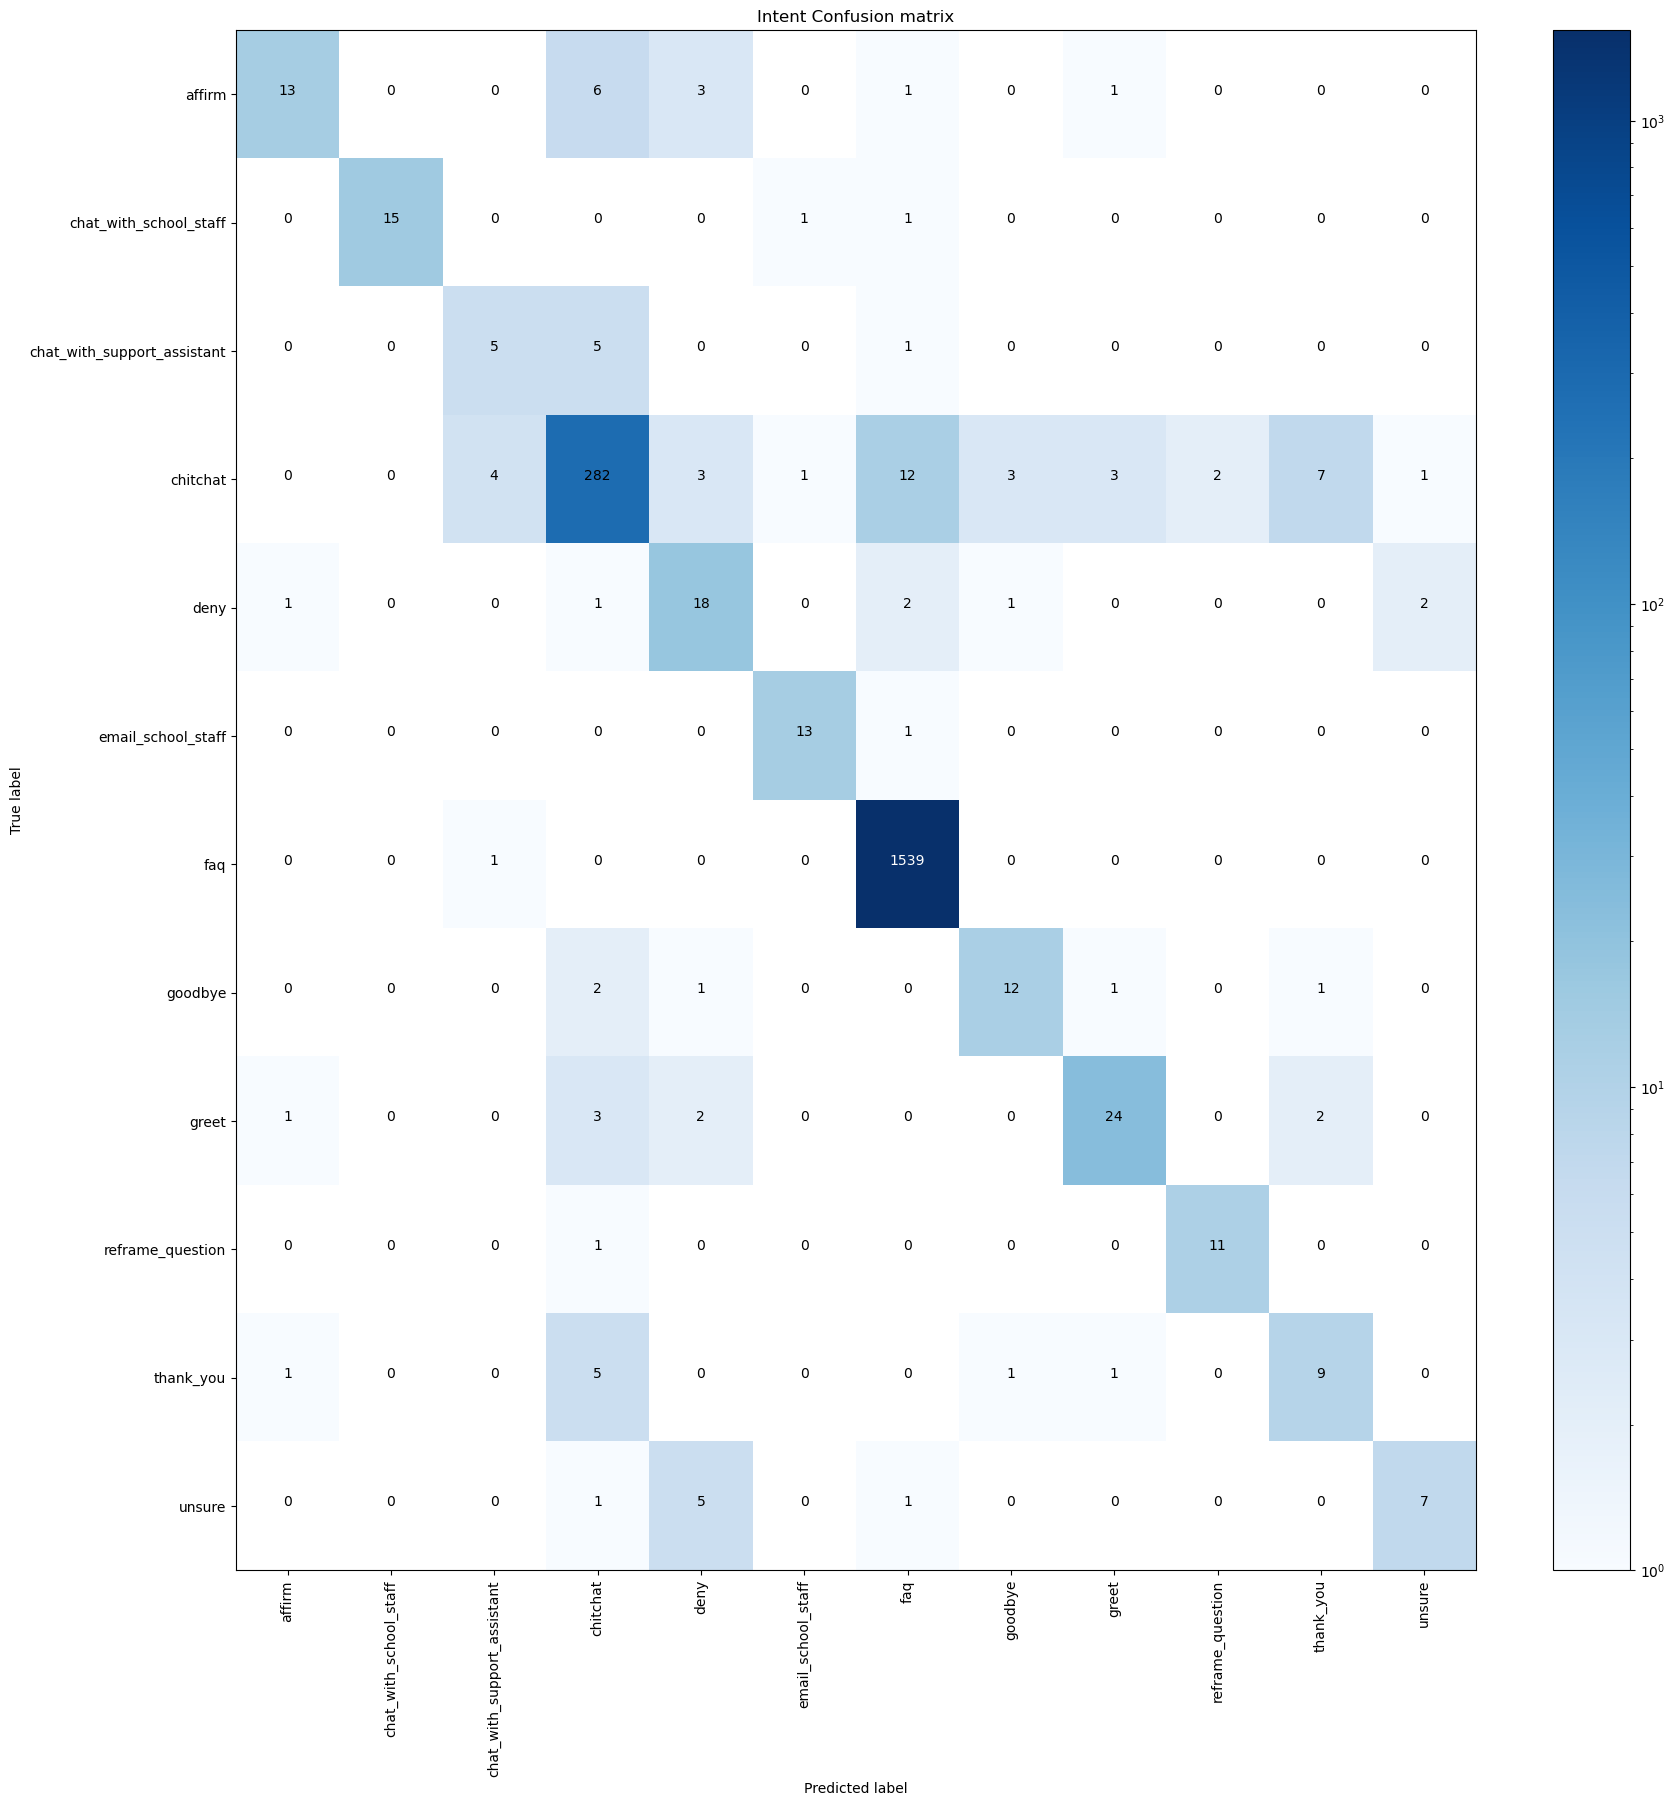 Intent Confusion matrix
affirm 13 0 0 6 3 0 1 0 1 0 0 0
chat_with_school_staff 0 15 0 0 0 1 1 0 0 0 0 0
chat_with_support_assistant 0 0 5 5 0 0 1 0 0 0 0 0
chitchat 0 0 4 282 3 1 12 3 3 2 7 1
deny 1 0 0 1 18 0 2 1 0 0 0 2
email_school_staff 0 0 0 0 0 13 1 0 0 0 0 0
faq 0 0 1 0 0 0 1539 0 0 0 0 0
goodbye 0 0 0 2 1 0 0 12 1 0 1 0
greet 1 0 0 3 2 0 0 0 24 0 2 0
reframe_question 0 0 0 1 0 0 0 0 0 11 0 0
thank_you 1 0 0 5 0 0 0 1 1 0 9 0
unsure 0 0 0 1 5 0 1 0 0 0 0 7
True label
affirm
chat_with_school_staff
chat_with_support_assistant
chitchat
deny
email_school_staff
faq
goodbye
greet
reframe_question
thank_you
unsure
Predicted label
10³
10²
10¹
10⁰